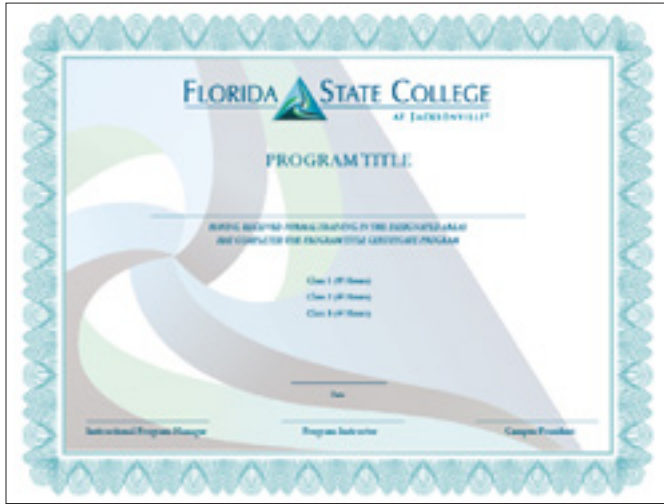 FLORIDA STATE COLLEGE
AT JACKSONVILLE®
PROGRAM TITLE
HAVING RECEIVED FORMAL TRAINING IN THE DESIGNATED AREAS
HAS COMPLETED THE PROGRAM TITLE CERTIFICATE PROGRAM
Class 1 (# Hours)
Class 2 (# Hours)
Class 3 (# Hours)
Date
Instructional Program Manager Program Instructor Campus President